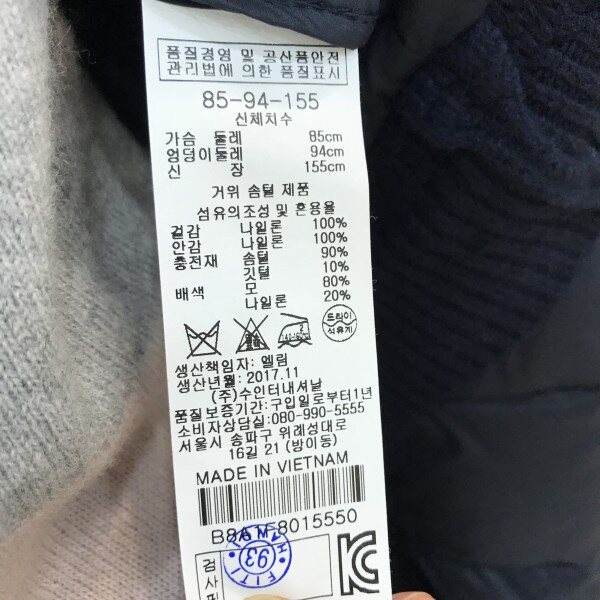 품질경영 및 공산품안전
관리법에 의한 품질표시
85-94-155
신체치수
가슴 둘레 85cm
엉덩이둘레 94cm
신 장 155cm
거위 솜털 제품
섬유의조성 및 혼용율
겉감 나일론 100%
안감 나일론 100%
충전재 솜털 90%
깃털 10%
배색 모 80%
나일론 20%
드라이
석유계
생산책임자: 엘림
생산년월: 2017.11
(주)수인터내셔날
품질보증기간:구입일로부터1년
소비자상담실: 080-990-5555
서울시 송파구 위례성대로
16길 21 (방이동)
MADE IN VIETNAM
93
FITI
검
사